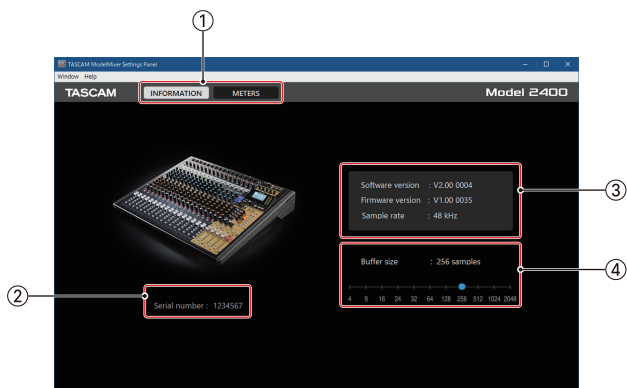 ①
TASCAM ModelMixer Settings Panel
Window Help
TASCAM INFORMATION METERS Model 2400
Software version : V2.00 0004
Firmware version : V1.00 0035
Sample rate : 48 kHz
③
Buffer size : 256 samples
④
4 8 16 24 32 64 128 256 512 1024 2048
②
Serial number : 1234567